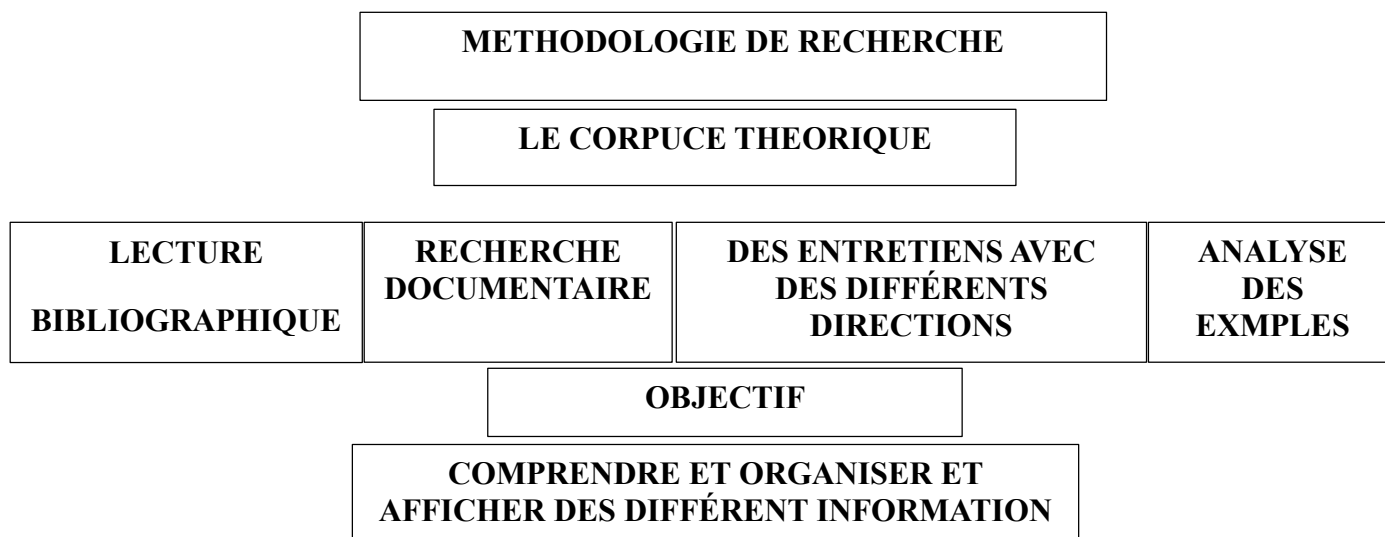 METHODOLOGIE DE RECHERCHE
LE CORPUCE THEORIQUE
LECTURE
BIBLIOGRAPHIQUE
RECHERCHE
DOCUMENTAIRE
DES ENTRETIENS AVEC
DES DIFFÉRENTS
DIRECTIONS
ANALYSE
DES
EXMPLES
OBJECTIF
COMPRENDRE ET ORGANISER ET
AFFICHER DES DIFFÉRENT INFORMATION